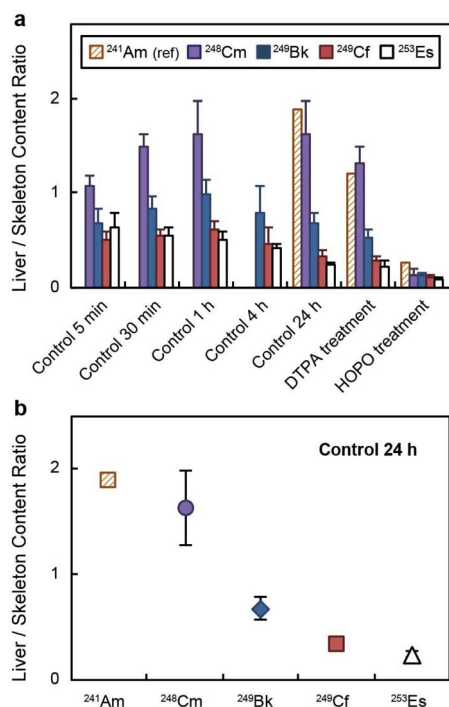 a
²⁴¹Am (ref) ²⁴⁸Cm ²⁴⁹Bk ²⁴⁹Cf ²⁵³Es
Liver / Skeleton Content Ratio
2
1
0
Control 5 min
Control 30 min
Control 1 h
Control 4 h
Control 24 h
DTPA treatment
HOPO treatment
b
Control 24 h
Liver / Skeleton Content Ratio
2
1
0
²⁴¹Am ²⁴⁸Cm ²⁴⁹Bk ²⁴⁹Cf ²⁵³Es